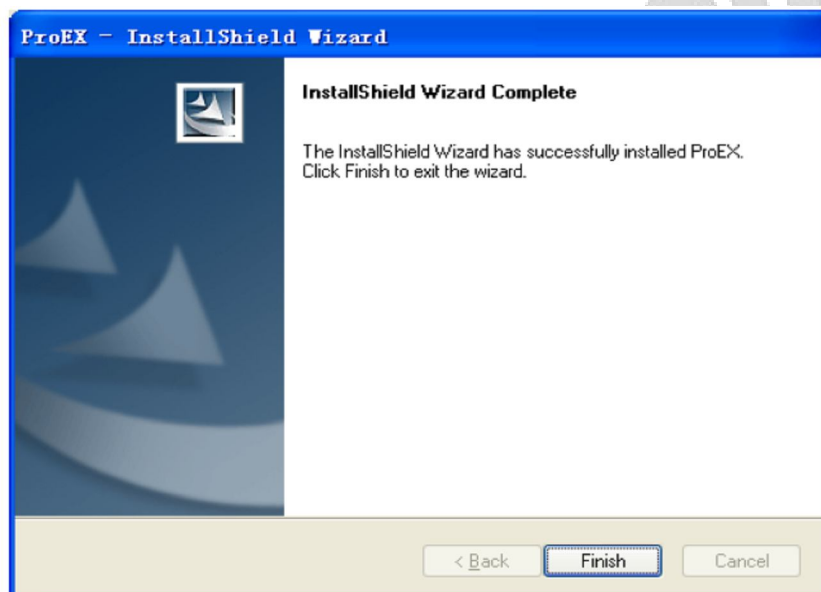 ProEX - InstallShield Wizard
InstallShield Wizard Complete
The InstallShield Wizard has successfully installed ProEX.
Click Finish to exit the wizard.
< Back
Finish
Cancel